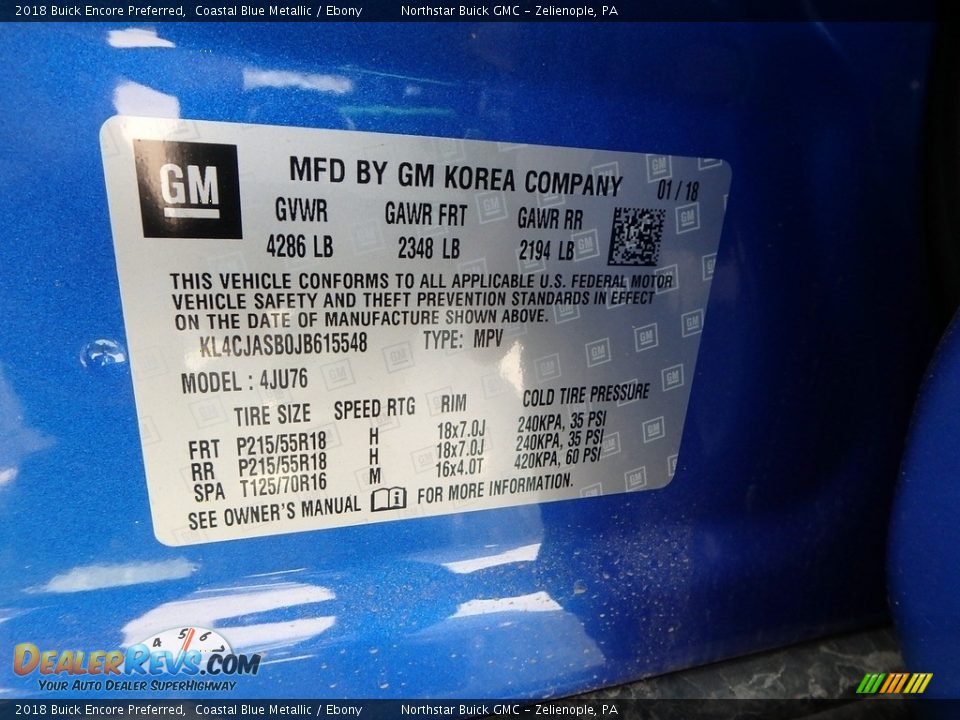 2018 Buick Encore Preferred, Coastal Blue Metallic / Ebony Northstar Buick GMC - Zelienople, PA
GM
MFD BY GM KOREA COMPANY 01 / 18
GVWR GAWR FRT GAWR RR
4286 LB 2348 LB 2194 LB
THIS VEHICLE CONFORMS TO ALL APPLICABLE U.S. FEDERAL MOTOR
VEHICLE SAFETY AND THEFT PREVENTION STANDARDS IN EFFECT
ON THE DATE OF MANUFACTURE SHOWN ABOVE.
KL4CJASB0JB615548 TYPE: MPV
MODEL : 4JU76
TIRE SIZE SPEED RTG RIM COLD TIRE PRESSURE
FRT P215/55R18 H 18x7.0J 240KPA, 35 PSI
RR P215/55R18 H 18x7.0J 240KPA, 35 PSI
SPA T125/70R16 M 16x4.0T 420KPA, 60 PSI
SEE OWNER'S MANUAL FOR MORE INFORMATION.
4 5 6
DEALERREVS.COM
YOUR AUTO DEALER SUPERHIGHWAY
2018 Buick Encore Preferred, Coastal Blue Metallic / Ebony Northstar Buick GMC - Zelienople, PA